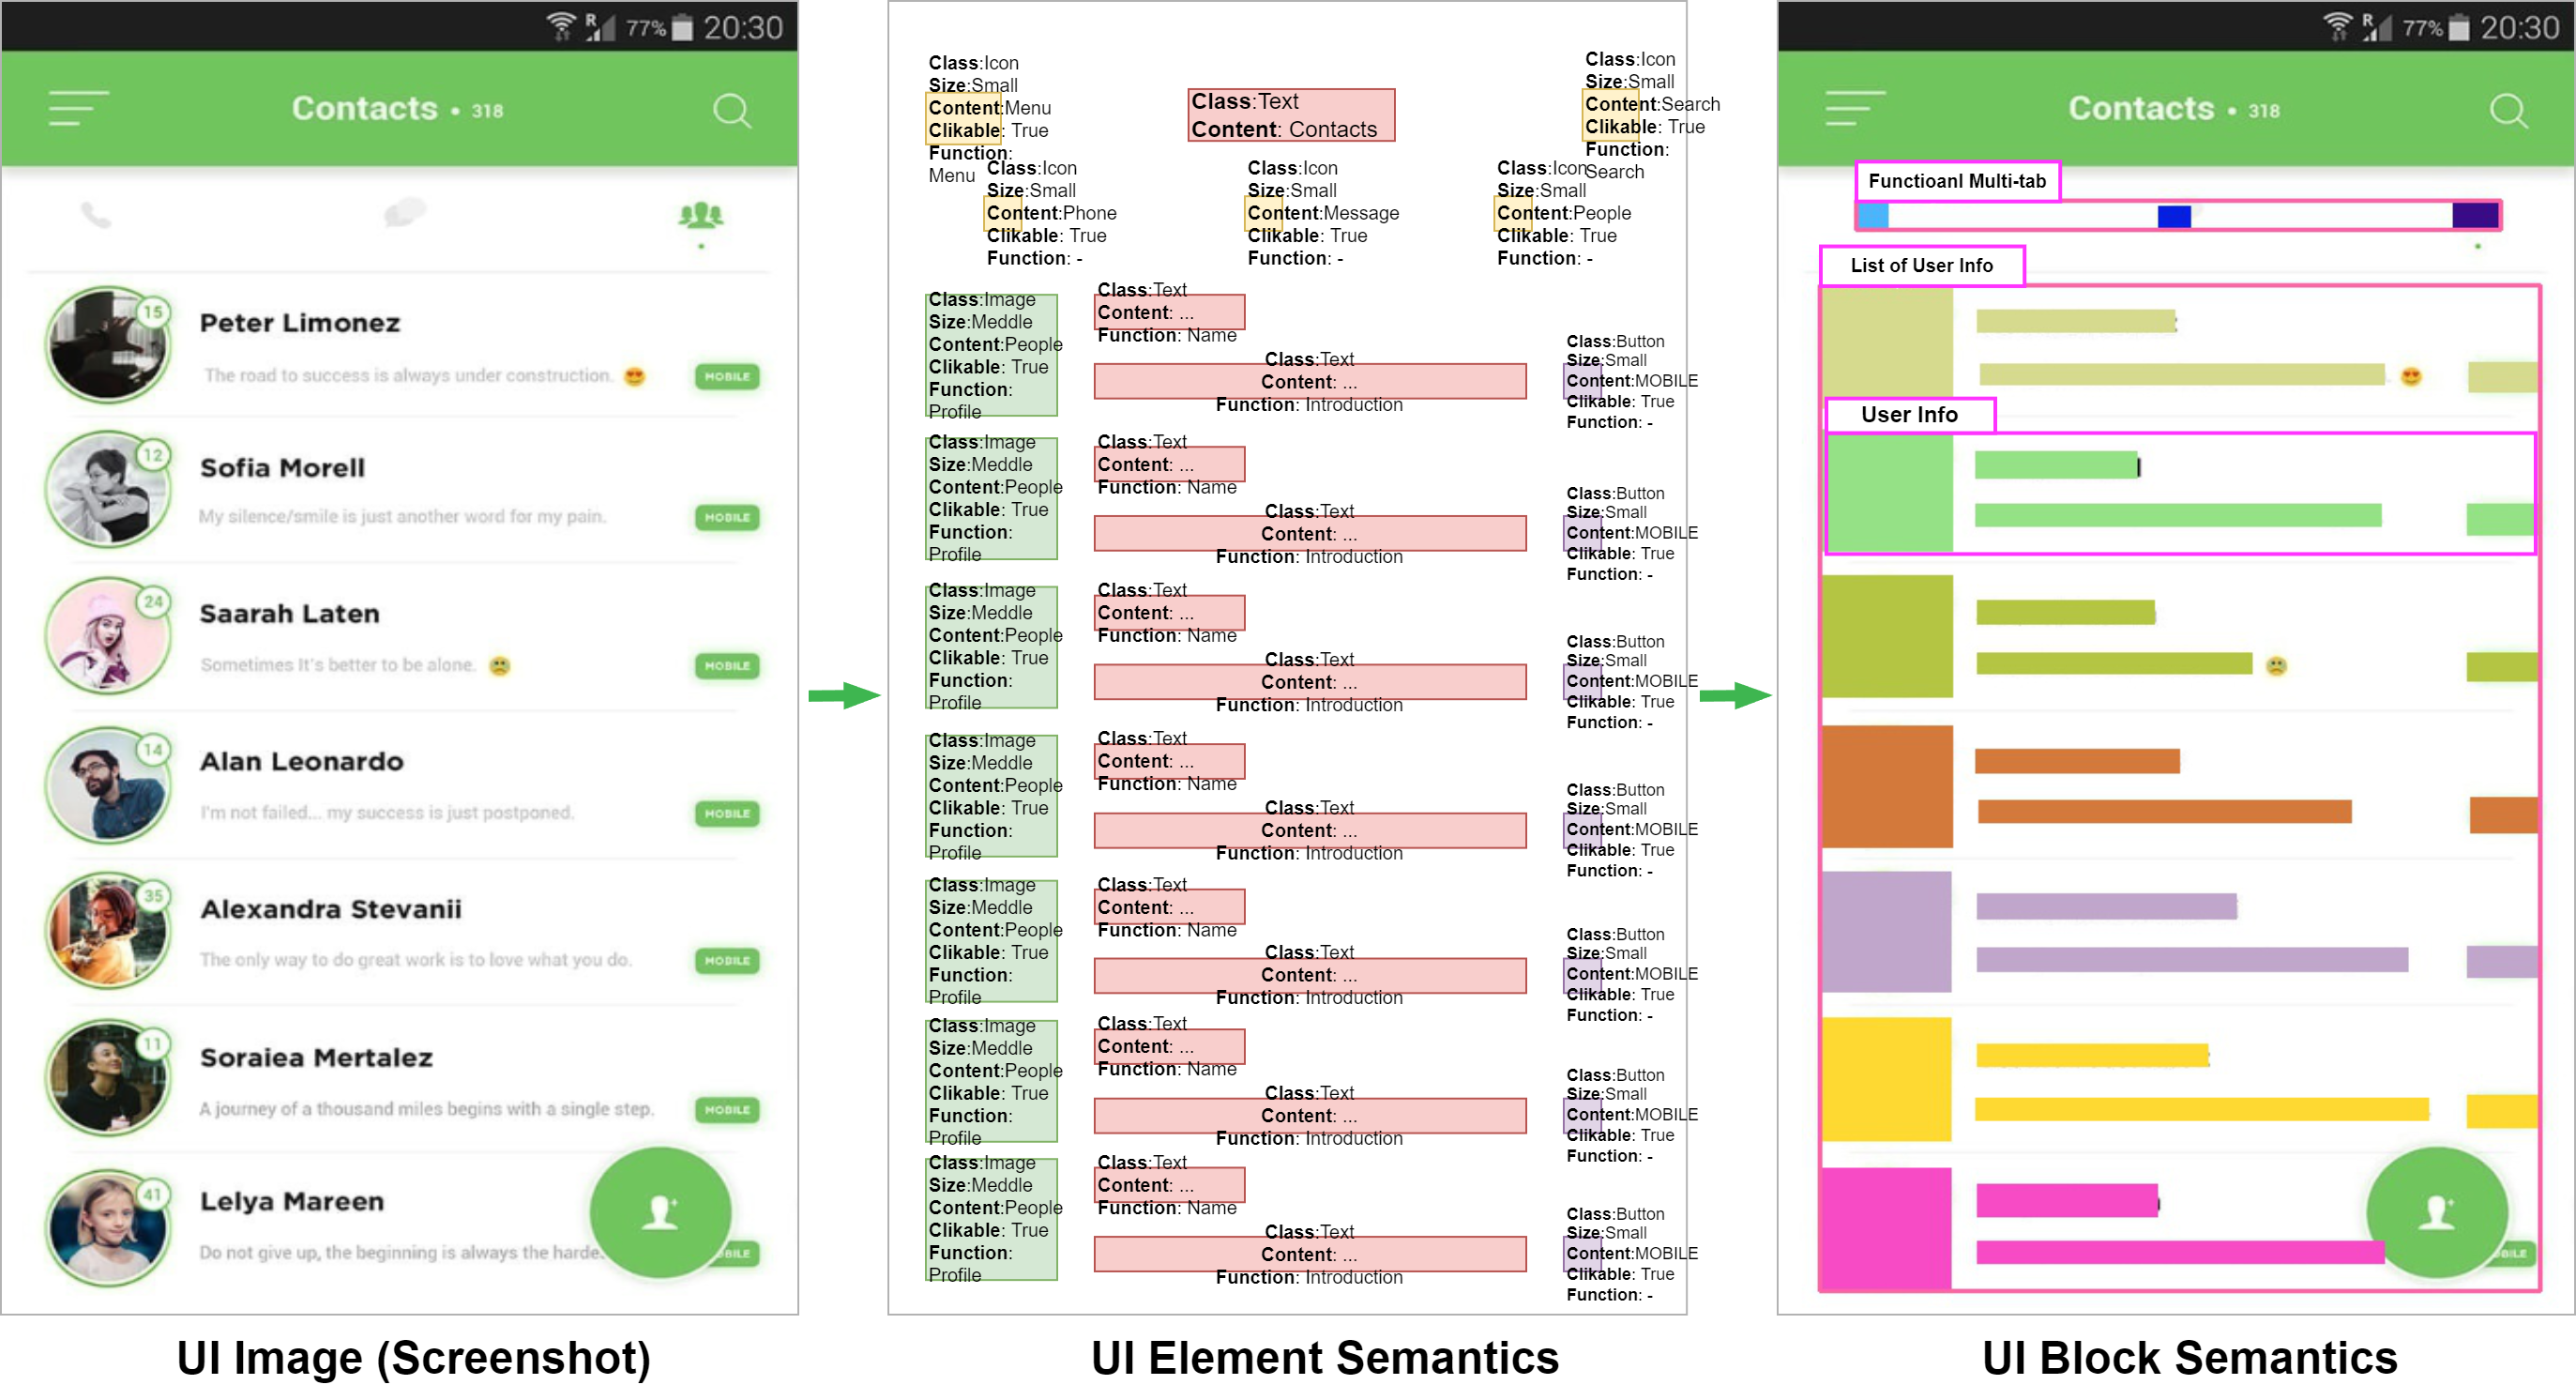 R 77% 20:30
Contacts • 318
15
Peter Limonez
The road to success is always under construction. 😍
MOBILE
12
Sofia Morell
My silence/smile is just another word for my pain.
MOBILE
24
Saarah Laten
Sometimes It's better to be alone.
MOBILE
14
Alan Leonardo
I'm not failed... my success is just postponed.
MOBILE
35
Alexandra Stevanii
The only way to do great work is to love what you do.
MOBILE
11
Soraiea Mertalez
A journey of a thousand miles begins with a single step.
MOBILE
41
Lelya Mareen
Do not give up, the beginning is always the harde
BILE
UI Image (Screenshot)
Class:Icon
Size:Small
Content:Menu
Clikable: True
Function:
Menu
Class:Text
Content: Contacts
Class:Icon
Size:Small
Content:Search
Clikable: True
Function:
Search
Class:Icon
Size:Small
Content:Phone
Clikable: True
Function: -
Class:Icon
Size:Small
Content:Message
Clikable: True
Function: -
Class:Icon
Size:Small
Content:People
Clikable: True
Function: -
Class:Image
Size:Meddle
Content:People
Clikable: True
Function:
Profile
Class:Text
Content: ...
Function: Name
Class:Text
Content: ...
Function: Introduction
Class:Button
Size:Small
Content:MOBILE
Clikable: True
Function: -
Class:Image
Size:Meddle
Content:People
Clikable: True
Function:
Profile
Class:Text
Content: ...
Function: Name
Class:Text
Content: ...
Function: Introduction
Class:Button
Size:Small
Content:MOBILE
Clikable: True
Function: -
Class:Image
Size:Meddle
Content:People
Clikable: True
Function:
Profile
Class:Text
Content: ...
Function: Name
Class:Text
Content: ...
Function: Introduction
Class:Button
Size:Small
Content:MOBILE
Clikable: True
Function: -
Class:Image
Size:Meddle
Content:People
Clikable: True
Function:
Profile
Class:Text
Content: ...
Function: Name
Class:Text
Content: ...
Function: Introduction
Class:Button
Size:Small
Content:MOBILE
Clikable: True
Function: -
Class:Image
Size:Meddle
Content:People
Clikable: True
Function:
Profile
Class:Text
Content: ...
Function: Name
Class:Text
Content: ...
Function: Introduction
Class:Button
Size:Small
Content:MOBILE
Clikable: True
Function: -
Class:Image
Size:Meddle
Content:People
Clikable: True
Function:
Profile
Class:Text
Content: ...
Function: Name
Class:Text
Content: ...
Function: Introduction
Class:Button
Size:Small
Content:MOBILE
Clikable: True
Function: -
Class:Image
Size:Meddle
Content:People
Clikable: True
Function:
Profile
Class:Text
Content: ...
Function: Name
Class:Text
Content: ...
Function: Introduction
Class:Button
Size:Small
Content:MOBILE
Clikable: True
Function: -
UI Element Semantics
R 77% 20:30
Contacts • 318
Functioanl Multi-tab
List of User Info
User Info
BILE
UI Block Semantics